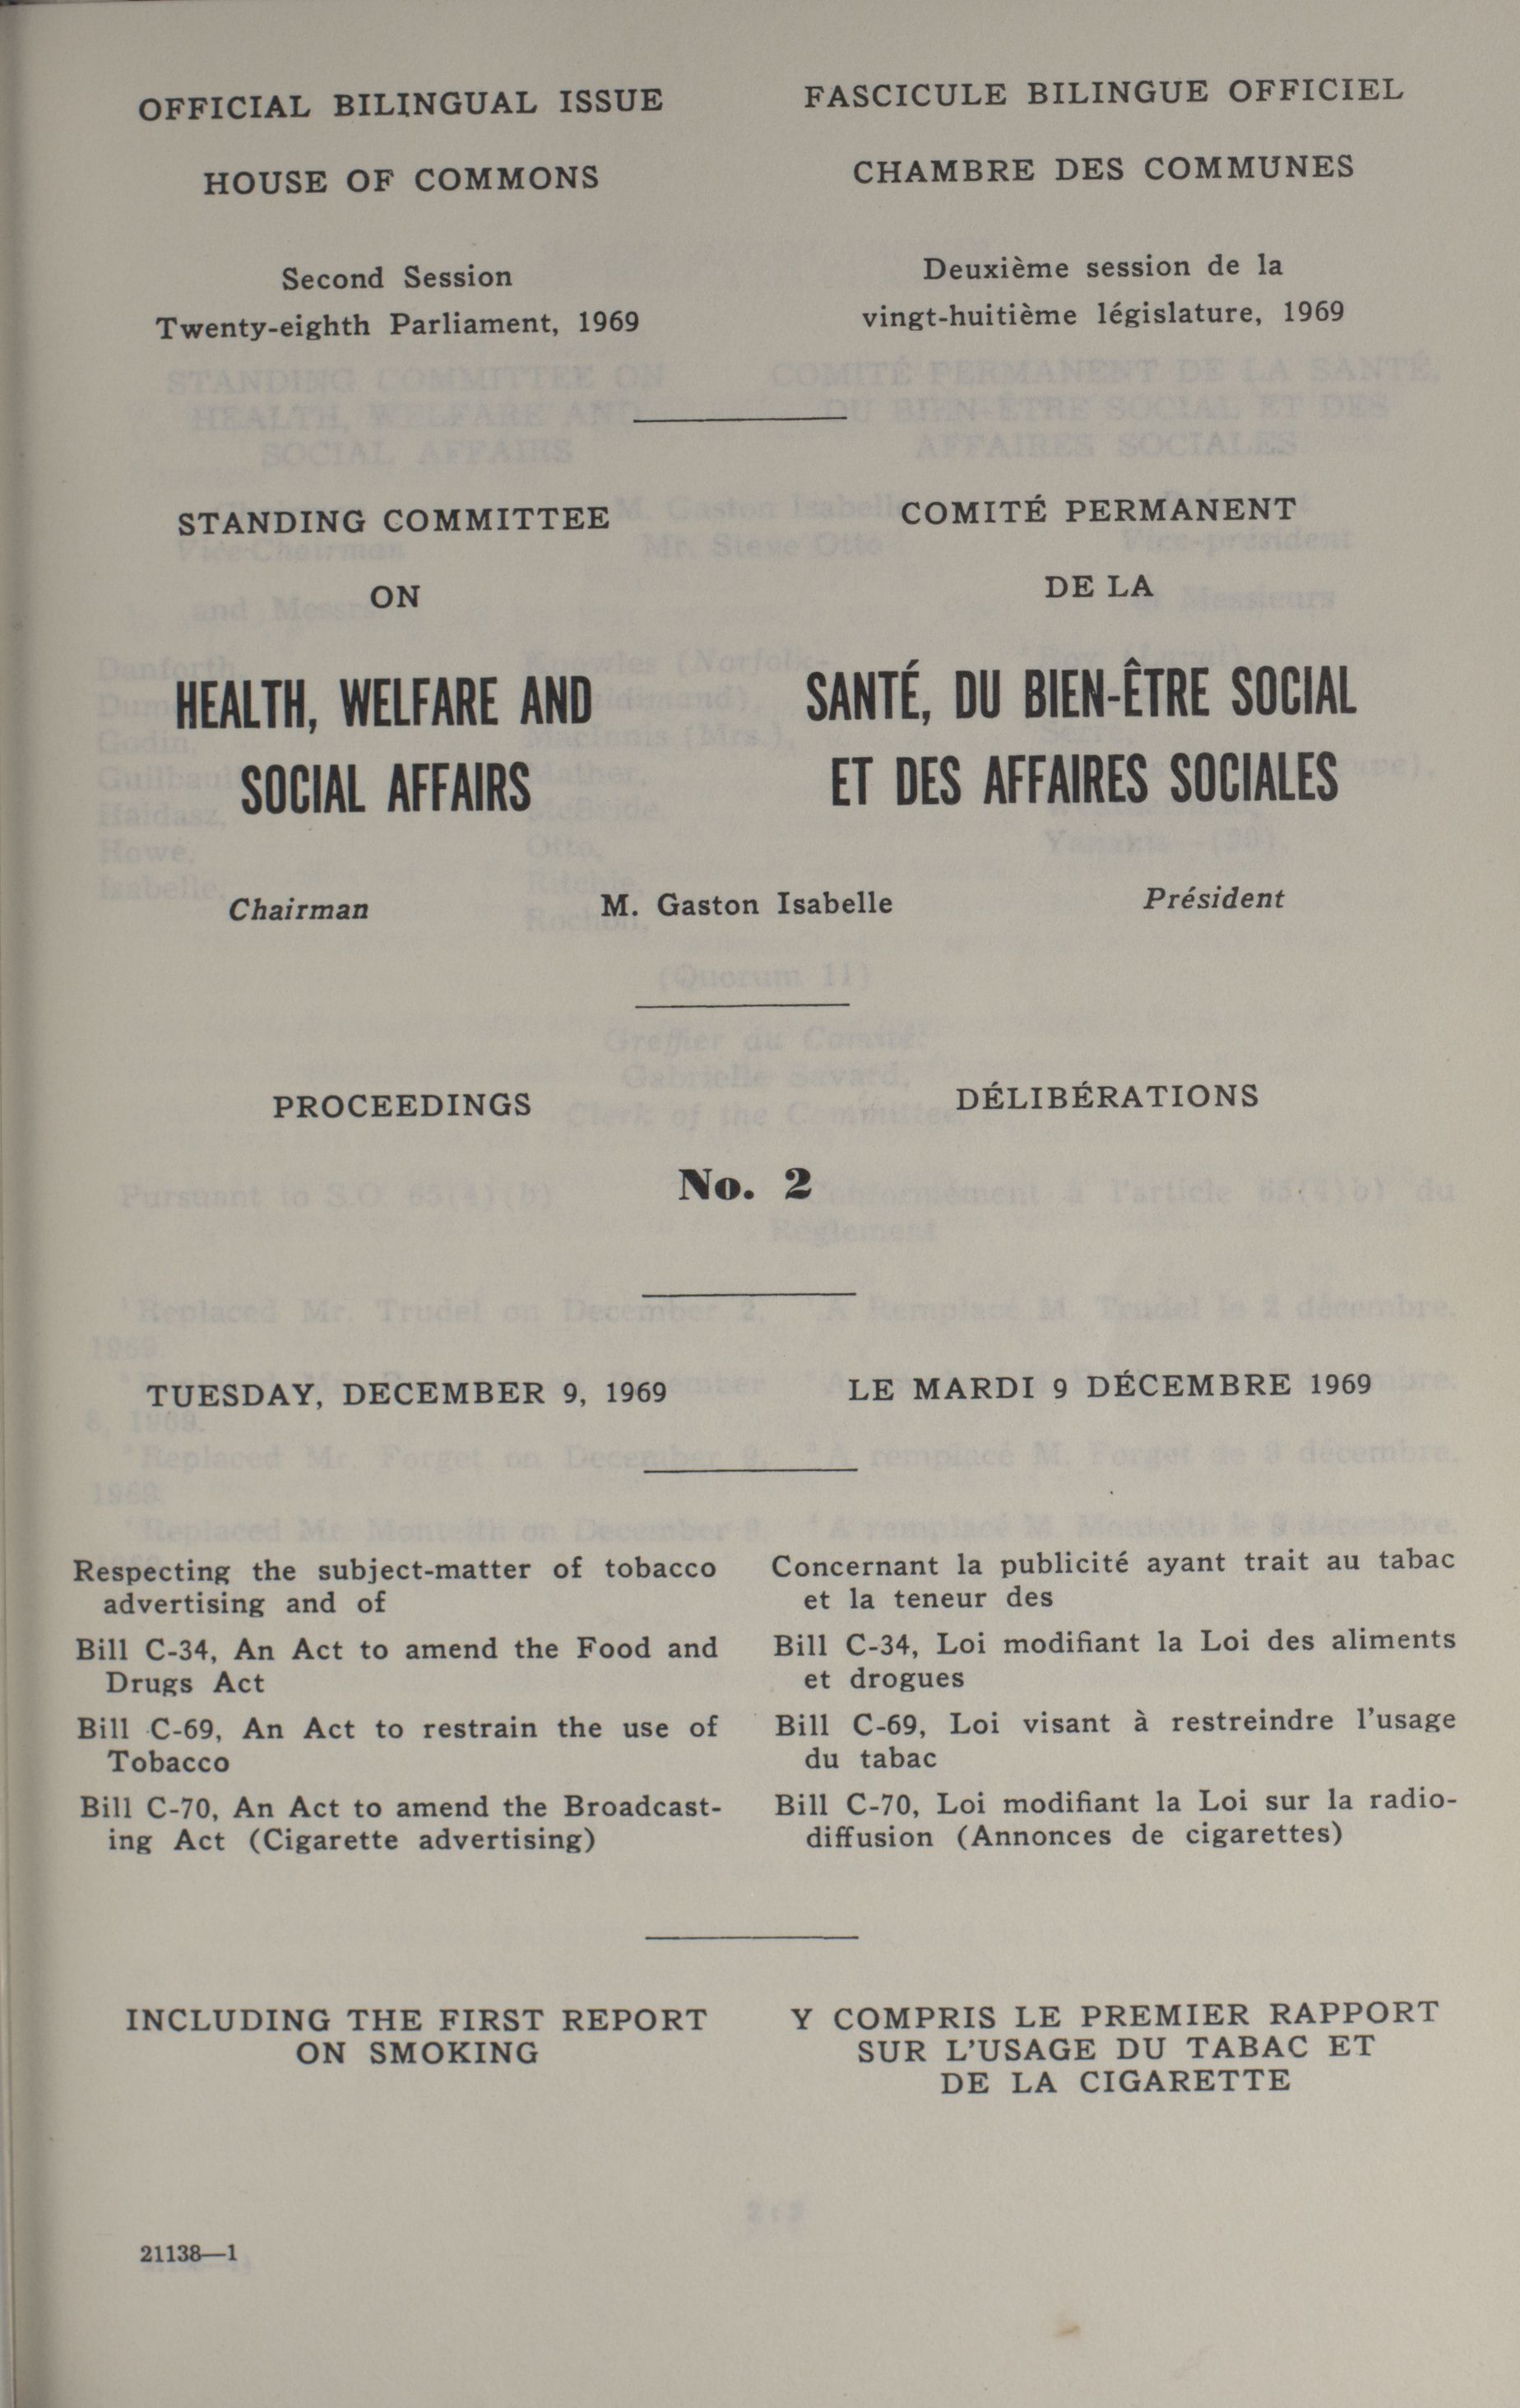 OFFICIAL BILINGUAL ISSUE
HOUSE OF COMMONS
Second Session
Twenty-eighth Parliament, 1969
FASCICULE BILINGUE OFFICIEL
CHAMBRE DES COMMUNES
Deuxième session de la
vingt-huitième législature, 1969
STANDING COMMITTEE
ON
HEALTH, WELFARE AND
SOCIAL AFFAIRS
COMITÉ PERMANENT
DE LA
SANTÉ, DU BIEN-ÊTRE SOCIAL
ET DES AFFAIRES SOCIALES
Chairman M. Gaston Isabelle Président
PROCEEDINGS
DÉLIBÉRATIONS
No. 2
TUESDAY, DECEMBER 9, 1969
LE MARDI 9 DÉCEMBRE 1969
Respecting the subject-matter of tobacco
advertising and of
Bill C-34, An Act to amend the Food and
Drugs Act
Bill C-69, An Act to restrain the use of
Tobacco
Bill C-70, An Act to amend the Broadcast-
ing Act (Cigarette advertising)
Concernant la publicité ayant trait au tabac
et la teneur des
Bill C-34, Loi modifiant la Loi des aliments
et drogues
Bill C-69, Loi visant à restreindre l'usage
du tabac
Bill C-70, Loi modifiant la Loi sur la radio-
diffusion (Annonces de cigarettes)
INCLUDING THE FIRST REPORT
ON SMOKING
Y COMPRIS LE PREMIER RAPPORT
SUR L'USAGE DU TABAC ET
DE LA CIGARETTE
21138—1